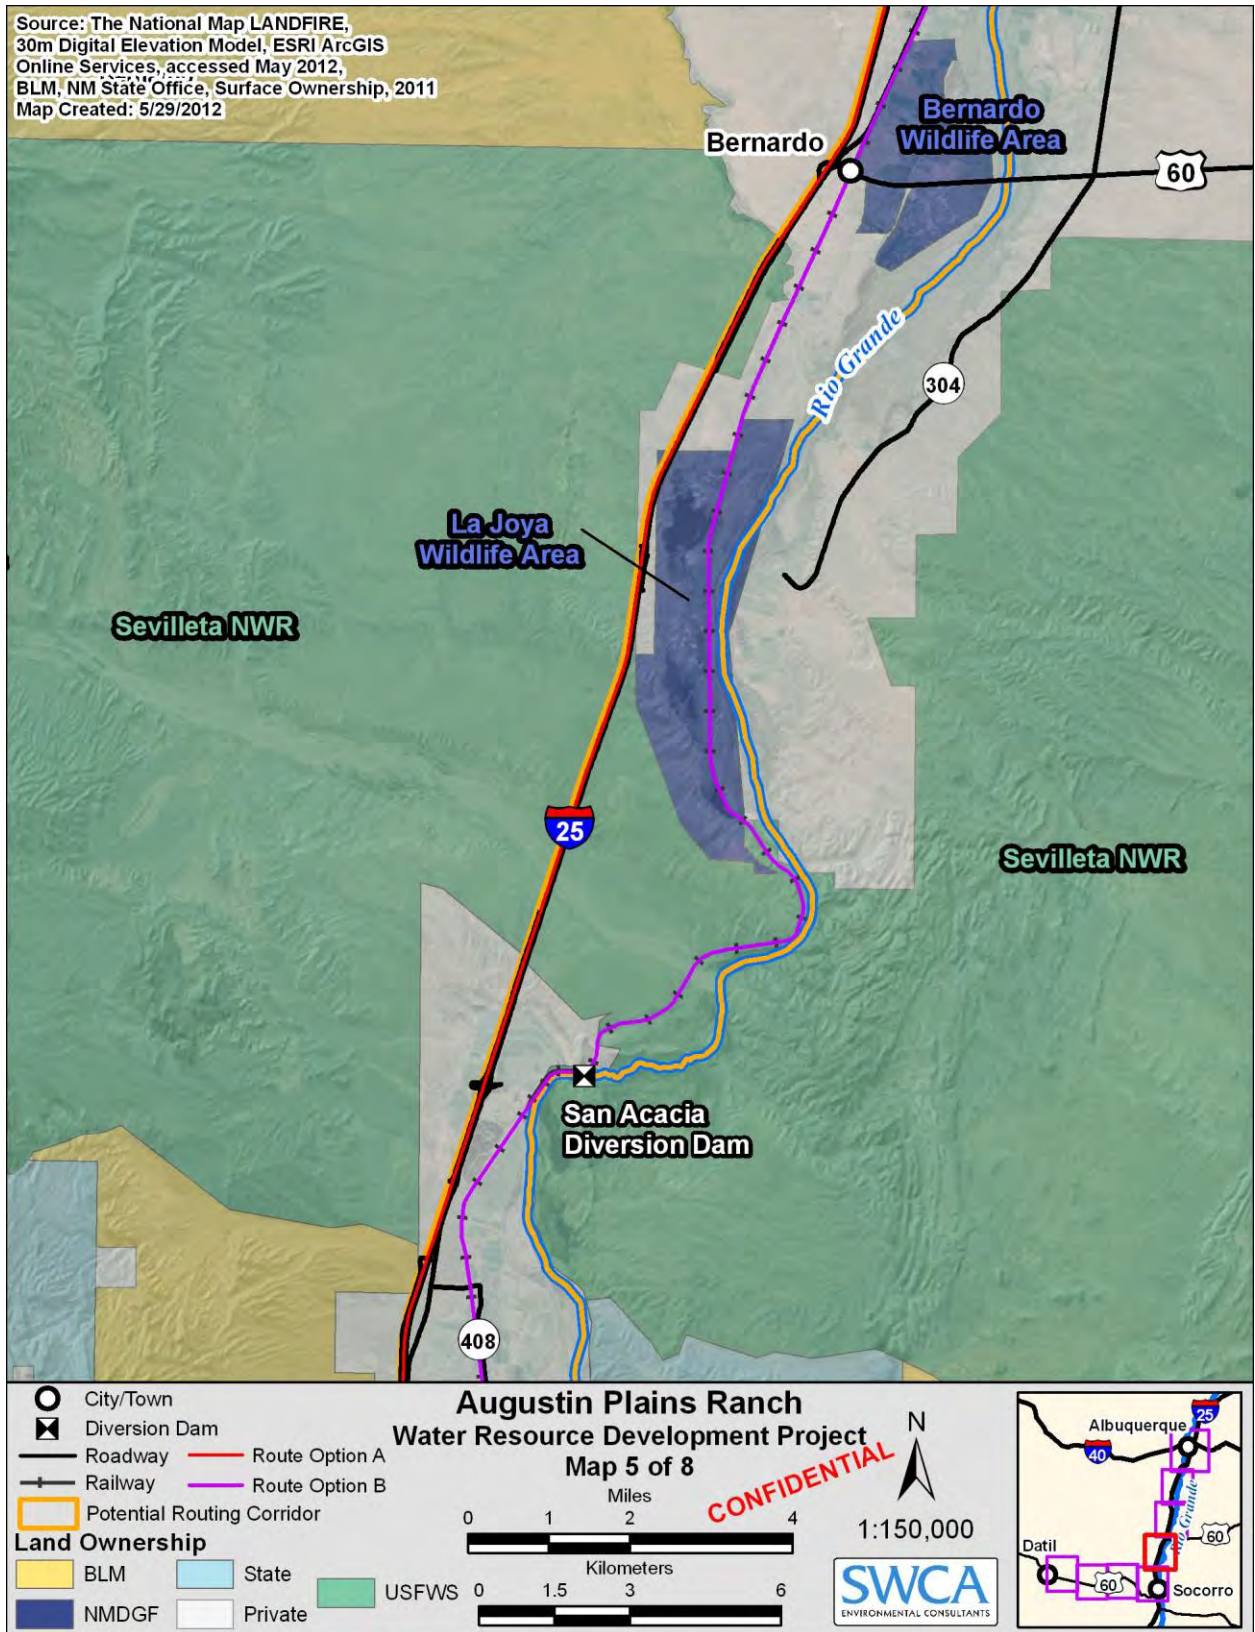 Source: The National Map LANDFIRE,
30m Digital Elevation Model, ESRI ArcGIS
Online Services, accessed May 2012,
BLM, NM State Office, Surface Ownership, 2011
Map Created: 5/29/2012
Bernardo
Wildlife Area
Bernardo
60
Rio Grande
304
La Joya
Wildlife Area
Sevilleta NWR
25
Sevilleta NWR
San Acacia
Diversion Dam
408
City/Town
Diversion Dam
Roadway
Route Option A
Railway
Route Option B
Potential Routing Corridor
Land Ownership
BLM
State
USFWS
NMDGF
Private
Augustin Plains Ranch
Water Resource Development Project
Map 5 of 8
CONFIDENTIAL
Miles
0 1 2 4
Kilometers
0 1.5 3 6
N
1:150,000
SWCA
ENVIRONMENTAL CONSULTANTS
25
Albuquerque
40
Rio Grande
60
Datil
60
Socorro